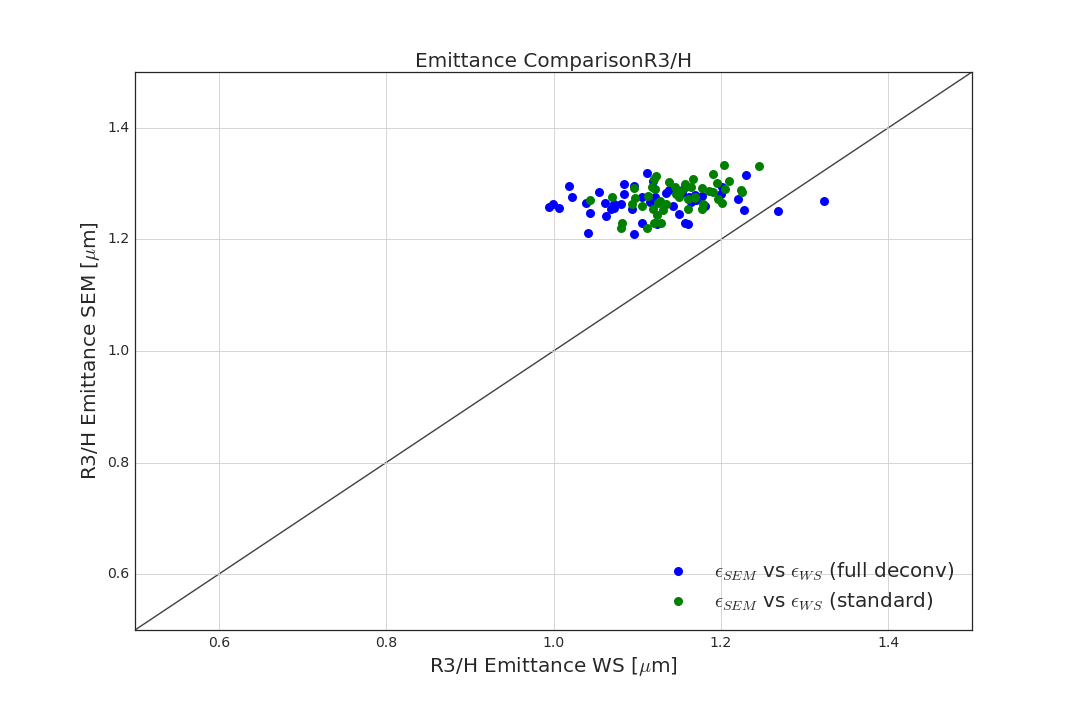 Emittance ComparisonR3/H
R3/H Emittance SEM [μm]
1.4
1.2
1.0
0.8
0.6
0.6 0.8 1.0 1.2 1.4
R3/H Emittance WS [μm]
ϵ_SEM vs ϵ_WS (full deconv)
ϵ_SEM vs ϵ_WS (standard)